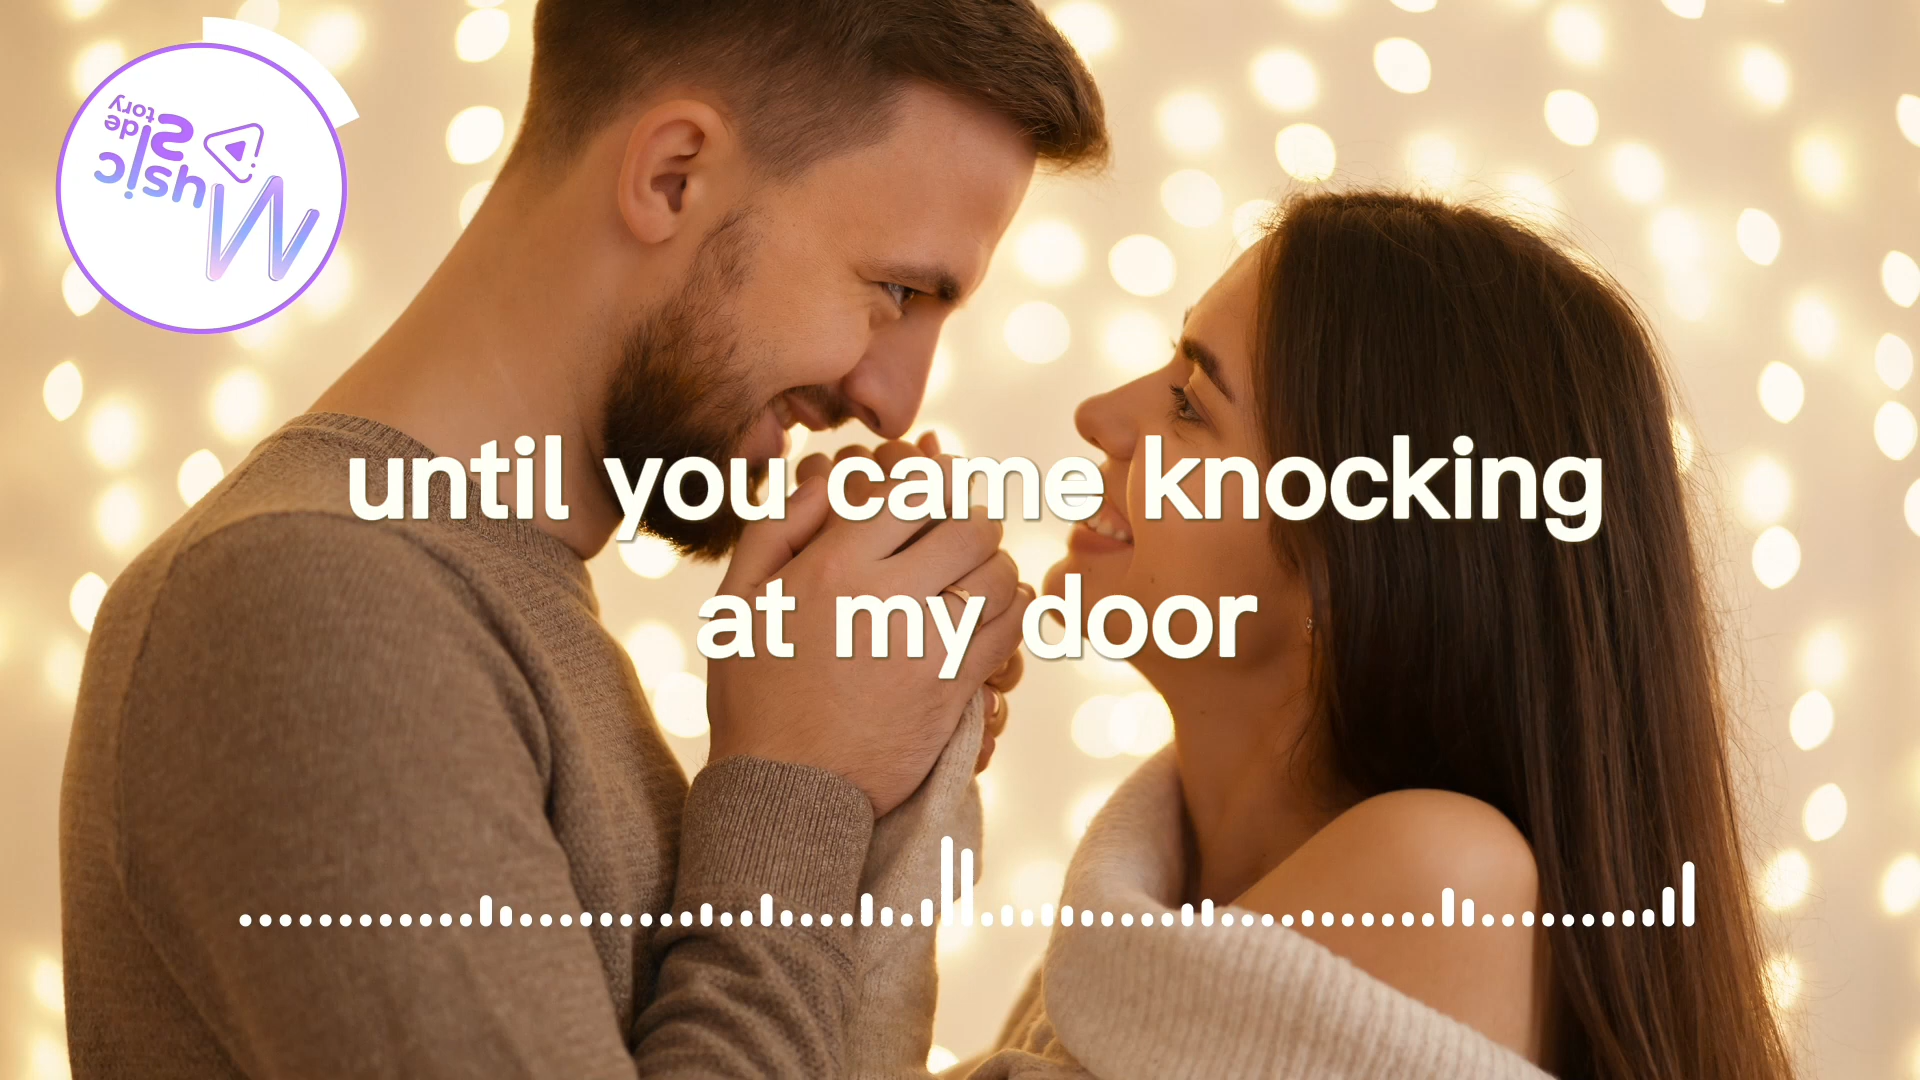 Music
Side
Story
until you came knocking
at my door